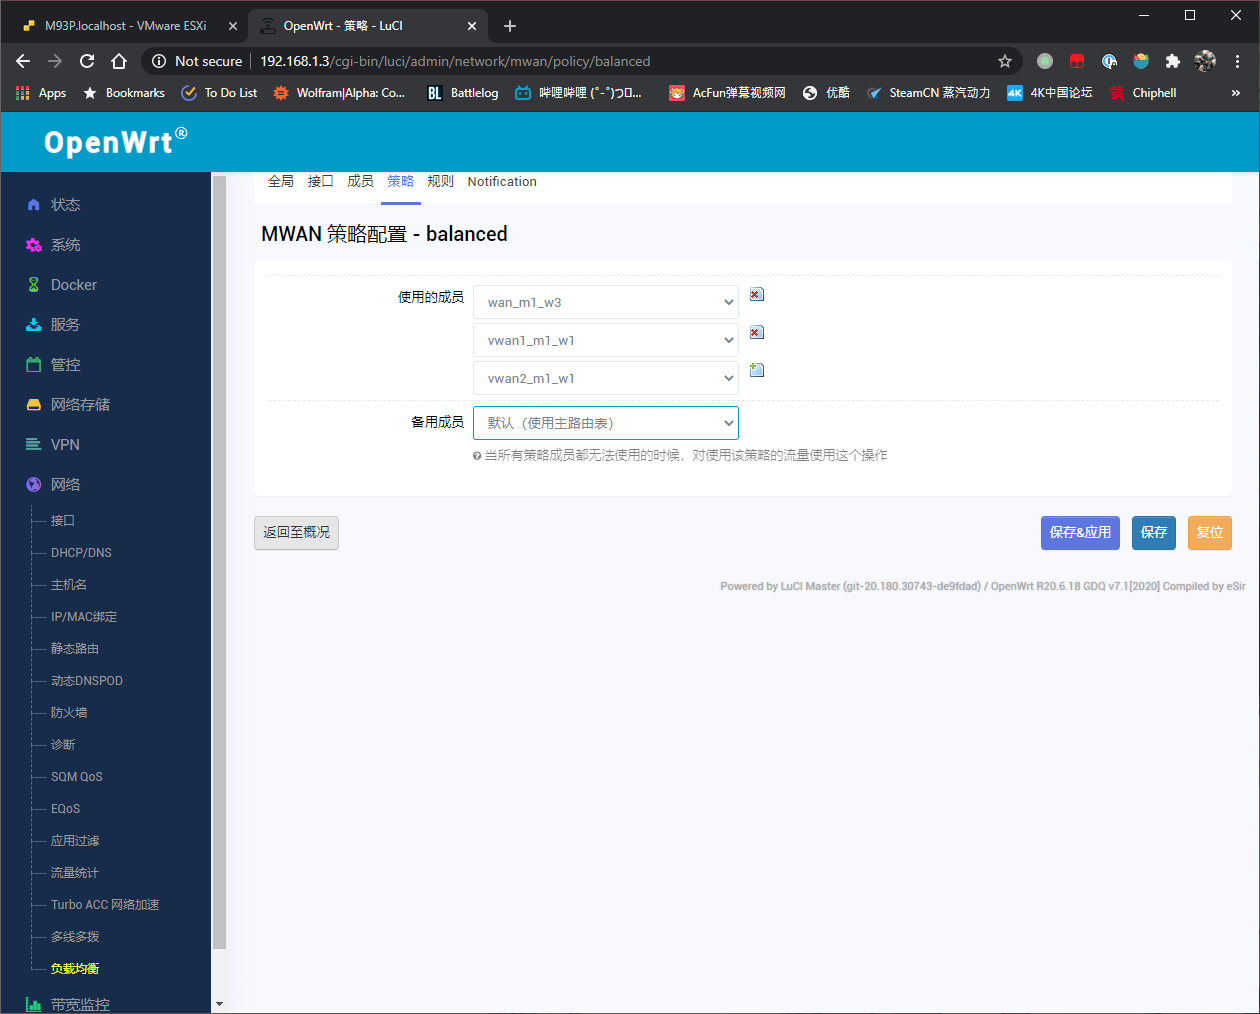 M93P.localhost - VMware ESXi
OpenWrt - 策略 - LuCI
Not secure
192.168.1.3/cgi-bin/luci/admin/network/mwan/policy/balanced
Apps
Bookmarks
To Do List
Wolfram|Alpha: Co...
BL Battlelog
4K 4K中国论坛
AcFun弹幕视频网
优酷
SteamCN 蒸汽动力
Chiphell
»
OpenWrt®
全局 接口 成员 策略 规则 Notification
状态
系统
Docker
服务
管控
网络存储
VPN
网络
接口
DHCP/DNS
主机名
IP/MAC绑定
静态路由
动态DNSPOD
防火墙
诊断
SQM QoS
EQoS
应用过滤
流量统计
Turbo ACC 网络加速
多线多拨
负载均衡
带宽监控
MWAN 策略配置 - balanced
使用的成员
wan_m1_w3
vwan1_m1_w1
vwan2_m1_w1
备用成员
默认（使用主路由表）
当所有策略成员都无法使用的时候，对使用该策略的流量使用这个操作
返回至概况
保存&应用
保存
复位
Powered by LuCI Master (git-20.180.30743-de9fdad) / OpenWrt R20.6.18 GDQ v7.1[2020] Compiled by eSir